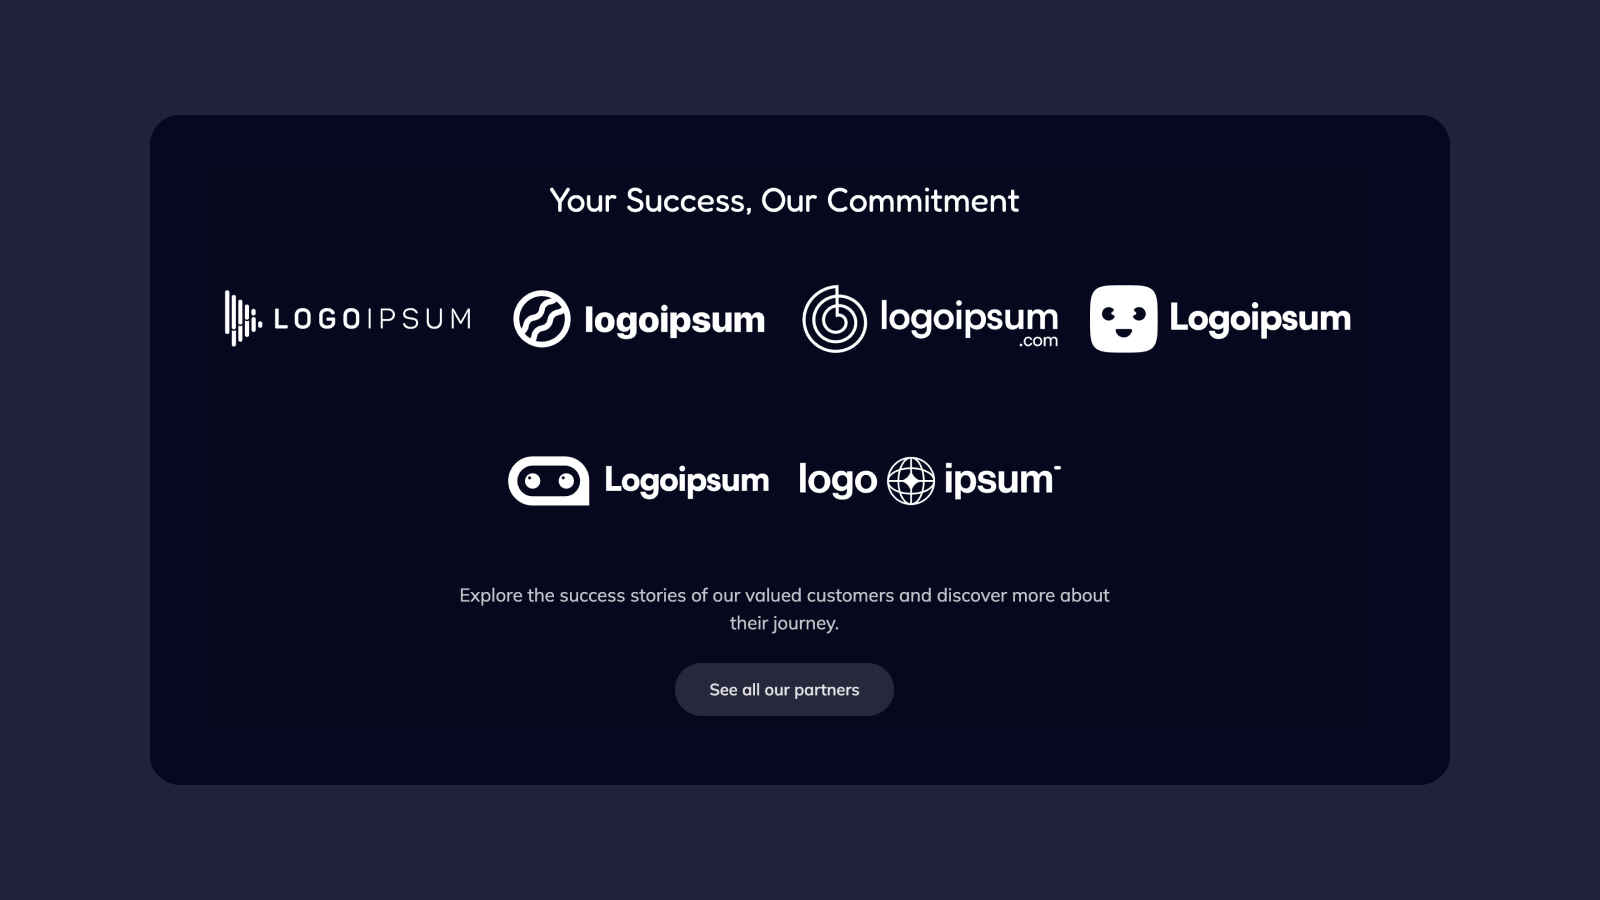 Your Success, Our Commitment
LOGOIPSUM
logoipsum
logoipsum
.com
Logoipsum
Logoipsum
logo ipsum
Explore the success stories of our valued customers and discover more about
their journey.
See all our partners